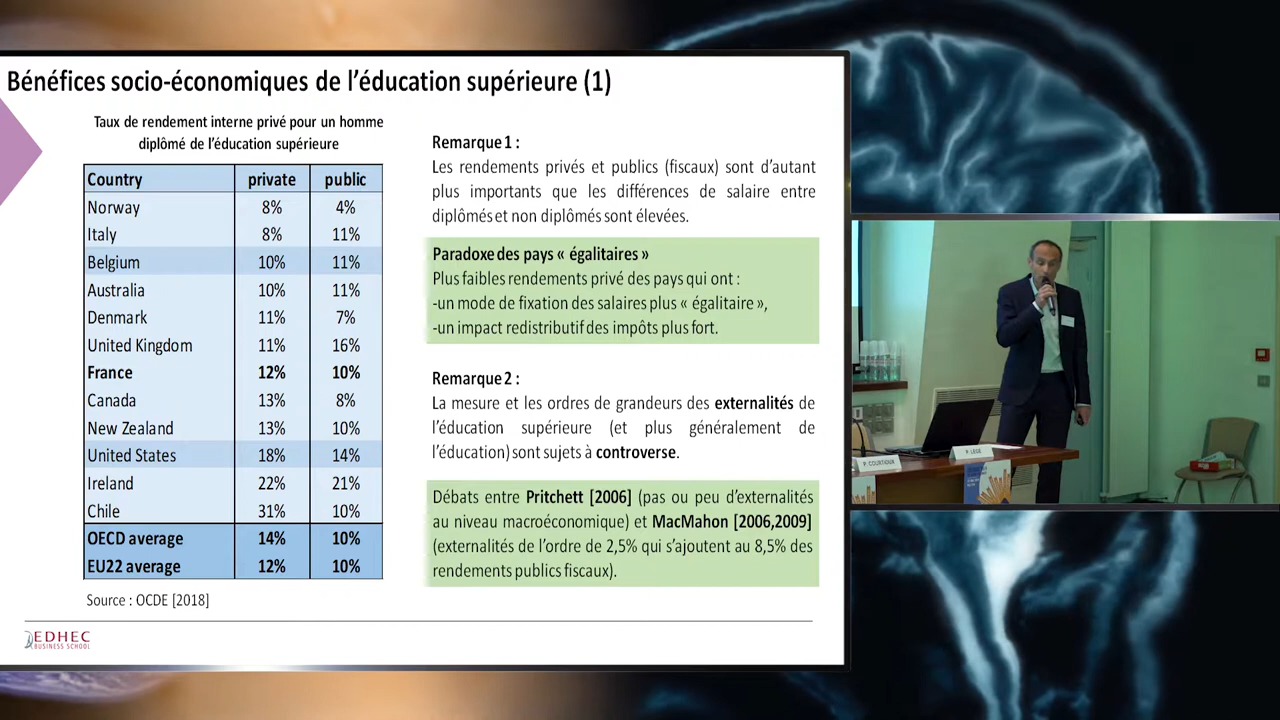 Bénéfices socio-économiques de l'éducation supérieure (1)
Taux de rendement interne privé pour un homme
diplômé de l'éducation supérieure
Country private public
Norway 8% 4%
Italy 8% 11%
Belgium 10% 11%
Australia 10% 11%
Denmark 11% 7%
United Kingdom 11% 16%
France 12% 10%
Canada 13% 8%
New Zealand 13% 10%
United States 18% 14%
Ireland 22% 21%
Chile 31% 10%
OECD average 14% 10%
EU22 average 12% 10%
Source : OCDE [2018]
EDHEC
BUSINESS SCHOOL
Remarque 1 :
Les rendements privés et publics (fiscaux) sont d'autant
plus importants que les différences de salaire entre
diplômés et non diplômés sont élevées.
Paradoxe des pays « égalitaires »
Plus faibles rendements privé des pays qui ont :
-un mode de fixation des salaires plus « égalitaire »,
-un impact redistributif des impôts plus fort.
Remarque 2 :
La mesure et les ordres de grandeurs des externalités de
l'éducation supérieure (et plus généralement de
l'éducation) sont sujets à controverse.
Débats entre Pritchett [2006] (pas ou peu d'externalités
au niveau macroéconomique) et MacMahon [2006,2009]
(externalités de l'ordre de 2,5% qui s'ajoutent au 8,5% des
rendements publics fiscaux).
P. COURTIOUX
P. LEGE